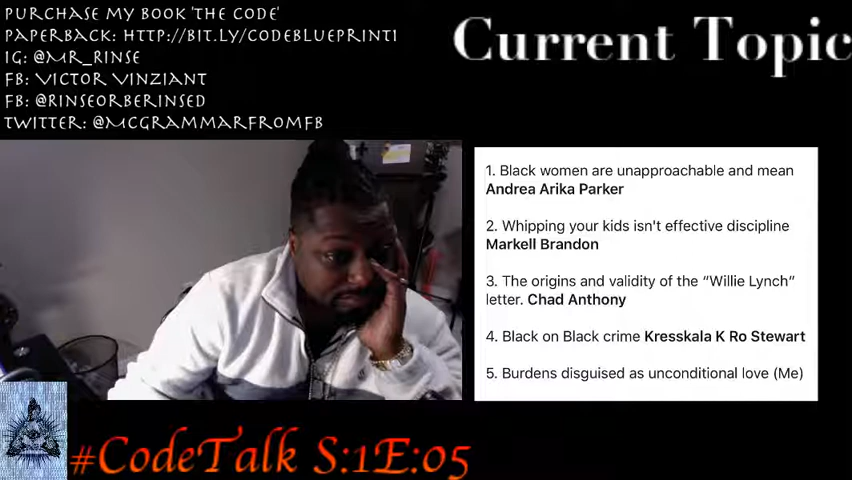 PURCHASE MY BOOK 'THE CODE'
PAPERBACK: HTTP://BIT.LY/CODEBLUEPRINT1
IG: @MR_RINSE
FB: VICTOR VINZIANT
FB: @RINSEORBERINSED
TWITTER: @MCGRAMMARFROMFB
Current Topic
1. Black women are unapproachable and mean
Andrea Arika Parker
2. Whipping your kids isn't effective discipline
Markell Brandon
3. The origins and validity of the “Willie Lynch”
letter. Chad Anthony
4. Black on Black crime Kresskala K Ro Stewart
5. Burdens disguised as unconditional love (Me)
#CodeTalk S:1E:05